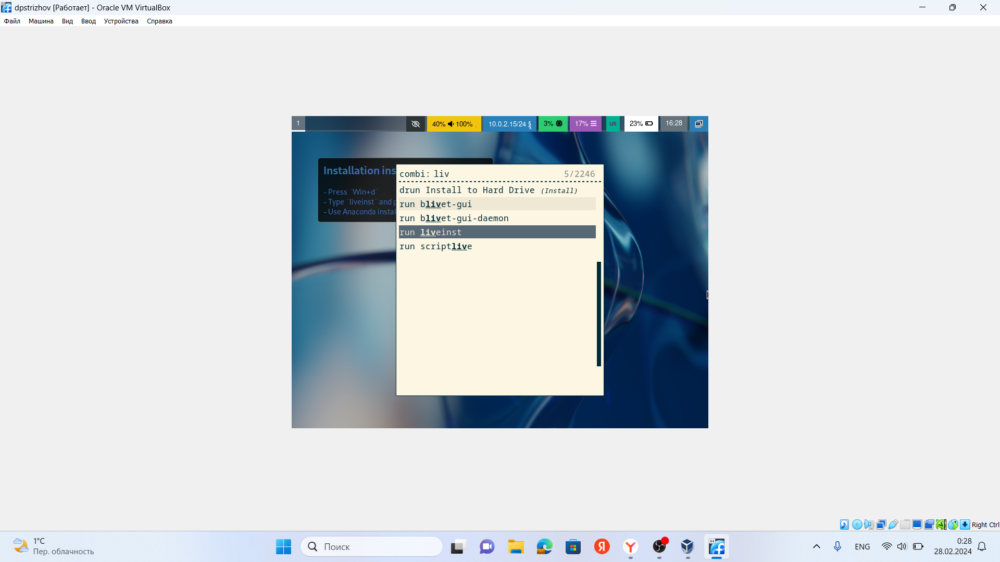 dpstrizhov [Работает] - Oracle VM VirtualBox
Файл Машина Вид Ввод Устройства Справка
1 40% 100% 10.0.2.15/24 3% 17% us 23% 16:28
Installation ins
- Press `Win+d`
- Type `liveinst` and p
- Use Anaconda instal
combi: liv 5/2246
drun Install to Hard Drive (Install)
run blivet-gui
run blivet-gui-daemon
run liveinst
run scriptlive
Right Ctrl
1°C
Пер. облачность
Поиск
64
ENG
0:28
28.02.2024